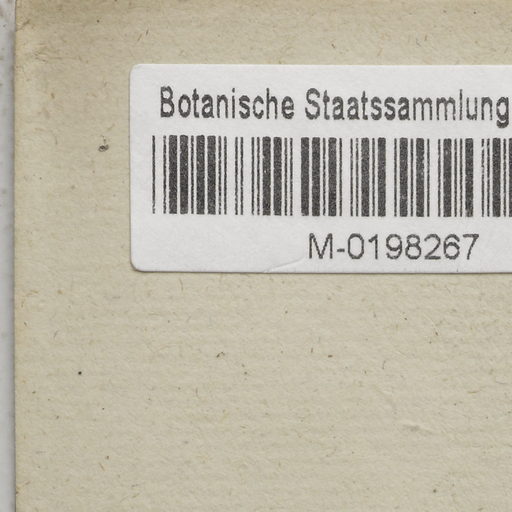 Botanische Staatssammlung
M-0198267